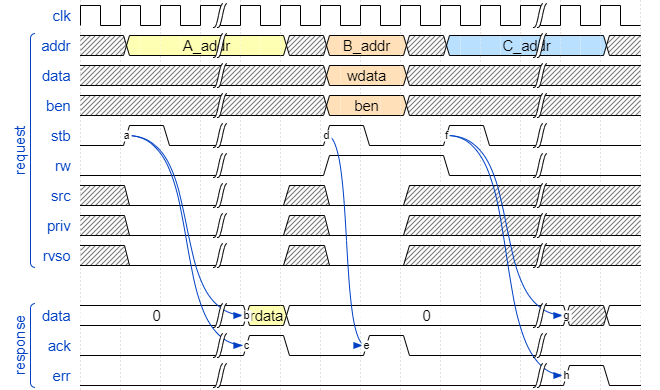 clk
request
addr A_addr B_addr C_addr
data wdata
ben ben
stb a d f
rw
src
priv
rvso
response
data 0 b rdata 0 g
ack c e
err h